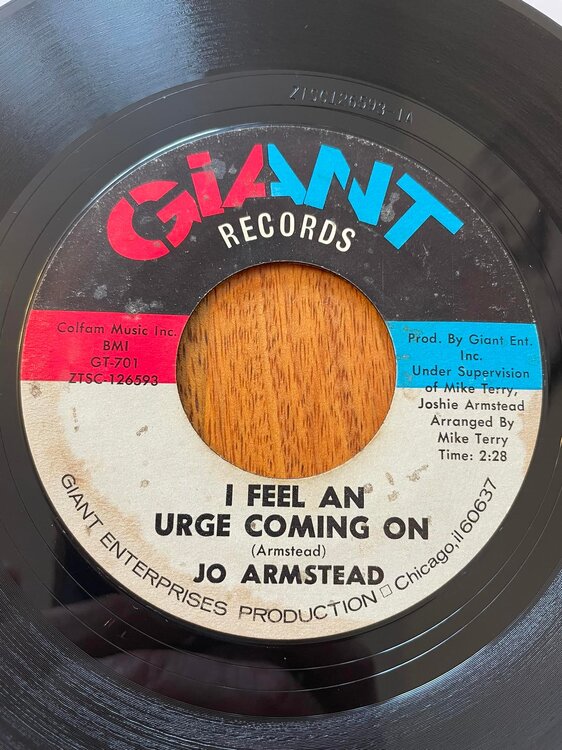 ZTSC126593-1A
GiANT
RECORDS
Colfam Music Inc.
BMI
GT-701
ZTSC-126593
Prod. By Giant Ent.
Inc.
Under Supervision
of Mike Terry,
Joshie Armstead
Arranged By
Mike Terry
Time: 2:28
I FEEL AN
URGE COMING ON
(Armstead)
JO ARMSTEAD
GIANT ENTERPRISES PRODUCTION □ Chicago, il 60637